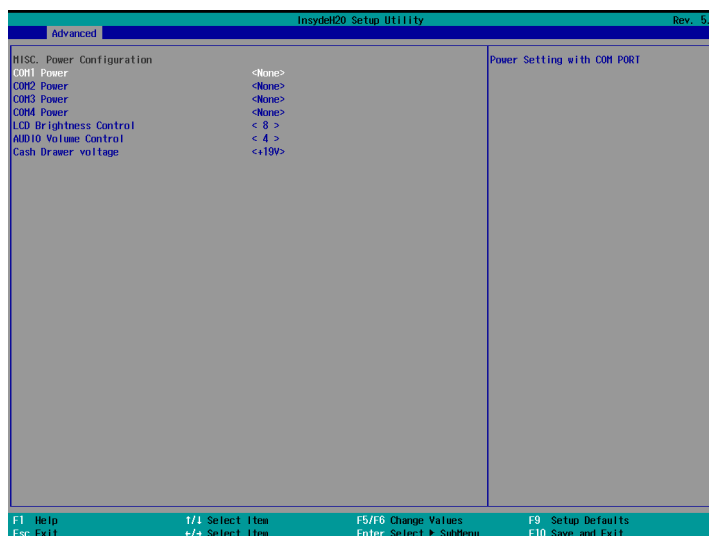 InsydeH20 Setup Utility Rev. 5.
Advanced
MISC. Power Configuration
COM1 Power <None>
COM2 Power <None>
COM3 Power <None>
COM4 Power <None>
LCD Brightness Control < 8 >
AUDIO Volume Control < 4 >
Cash Drawer voltage <+19V>
Power Setting with COM PORT
F1 Help ↑/↓ Select Item F5/F6 Change Values F9 Setup Defaults
Esc Exit ←/→ Select Item Enter Select ▶ SubMenu F10 Save and Exit